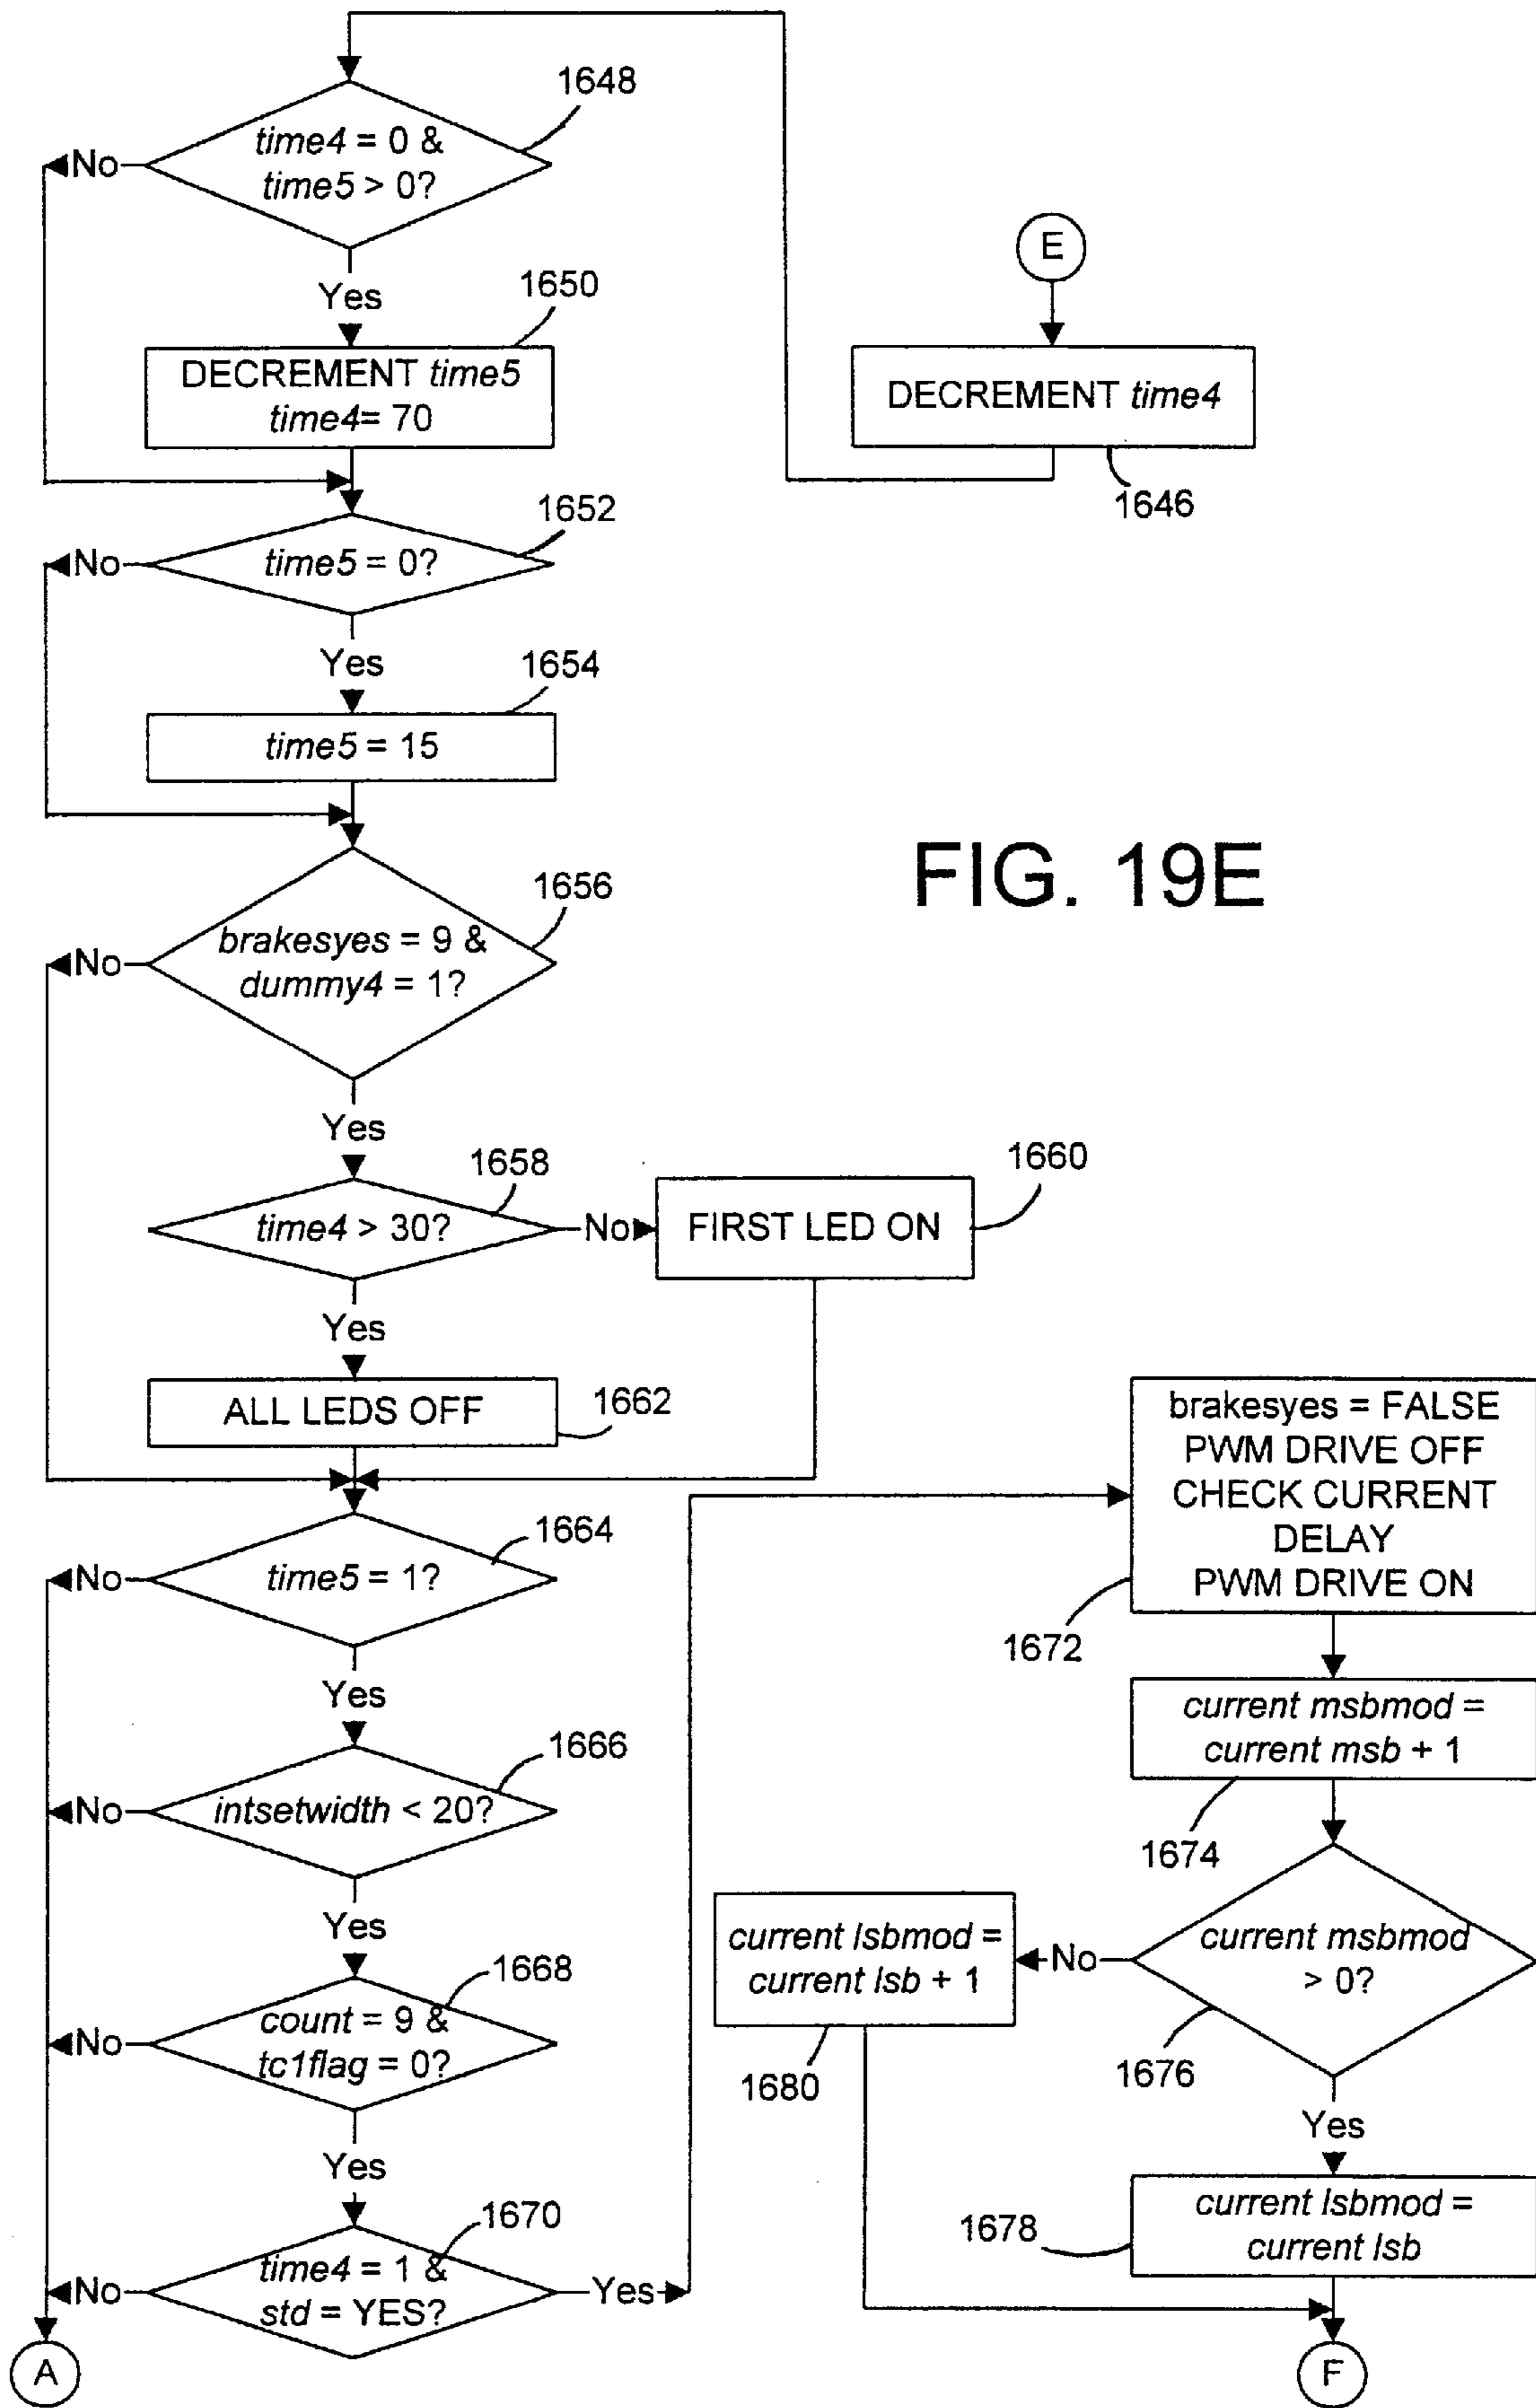 1648
time4 = 0 &
time5 > 0?
No
E
Yes
1650
DECREMENT time5
time4= 70
DECREMENT time4
1646
1652
time5 = 0?
No
Yes
1654
time5 = 15
FIG. 19E
1656
brakesyes = 9 &
dummy4 = 1?
No
Yes
1658
time4 > 30?
No
1660
FIRST LED ON
Yes
ALL LEDS OFF
1662
1664
time5 = 1?
No
Yes
1666
intsetwidth < 20?
No
Yes
1668
count = 9 &
tc1flag = 0?
No
Yes
1670
time4 = 1 &
std = YES?
No
Yes
A
brakesyes = FALSE
PWM DRIVE OFF
CHECK CURRENT
DELAY
PWM DRIVE ON
1672
current msbmod =
current msb + 1
1674
current msbmod
> 0?
1676
No
current lsbmod =
current lsb + 1
1680
Yes
current lsbmod =
current lsb
1678
F